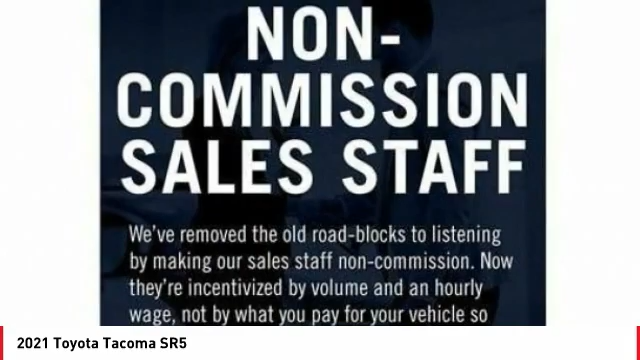 NON-
COMMISSION
SALES STAFF
We've removed the old road-blocks to listening
by making our sales staff non-commission. Now
they're incentivized by volume and an hourly
wage, not by what you pay for your vehicle so
2021 Toyota Tacoma SR5